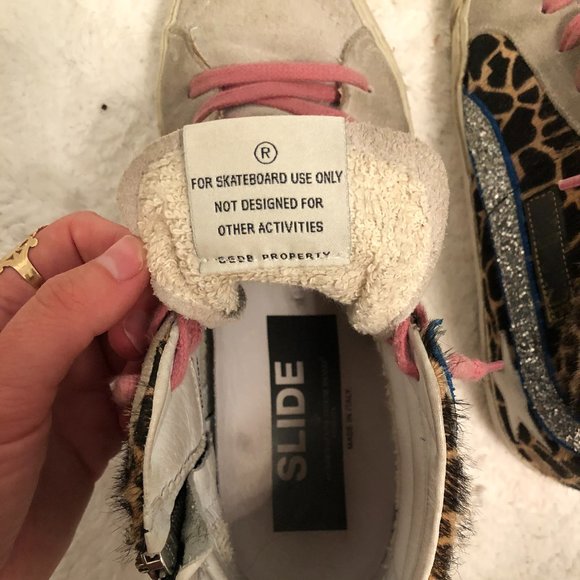 ®
FOR SKATEBOARD USE ONLY
NOT DESIGNED FOR
OTHER ACTIVITIES
GGDB PROPERTY
SLIDE
MADE IN ITALY